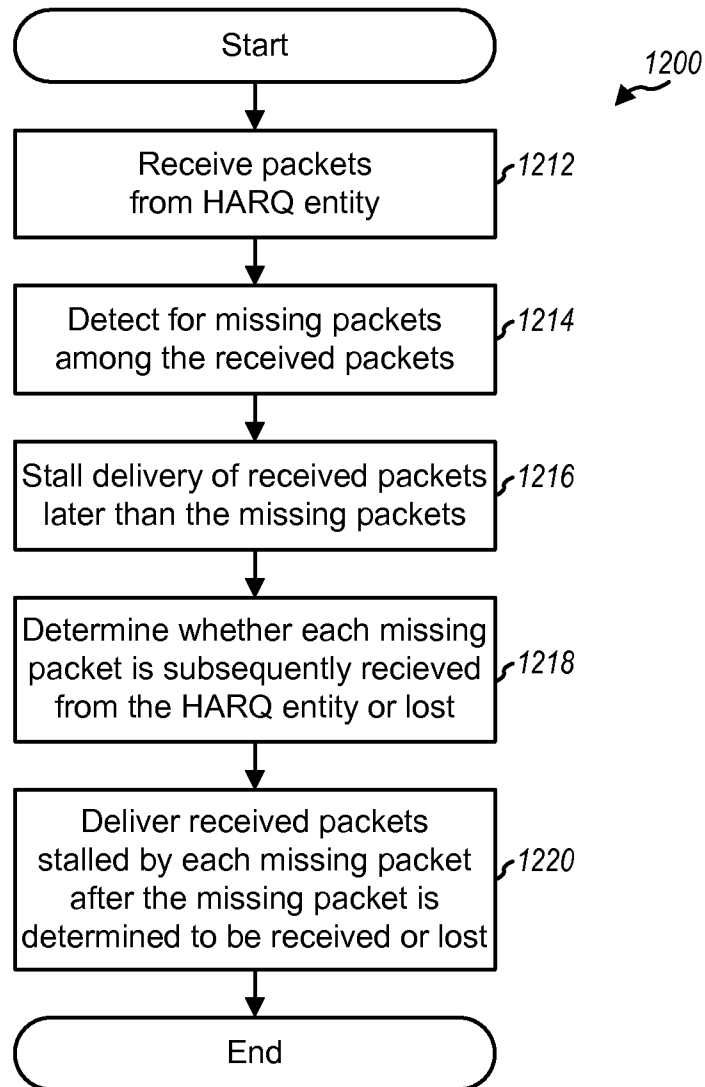 Start
1200
Receive packets
from HARQ entity
1212
Detect for missing packets
among the received packets
1214
Stall delivery of received packets
later than the missing packets
1216
Determine whether each missing
packet is subsequently recieved
from the HARQ entity or lost
1218
Deliver received packets
stalled by each missing packet
after the missing packet is
determined to be received or lost
1220
End